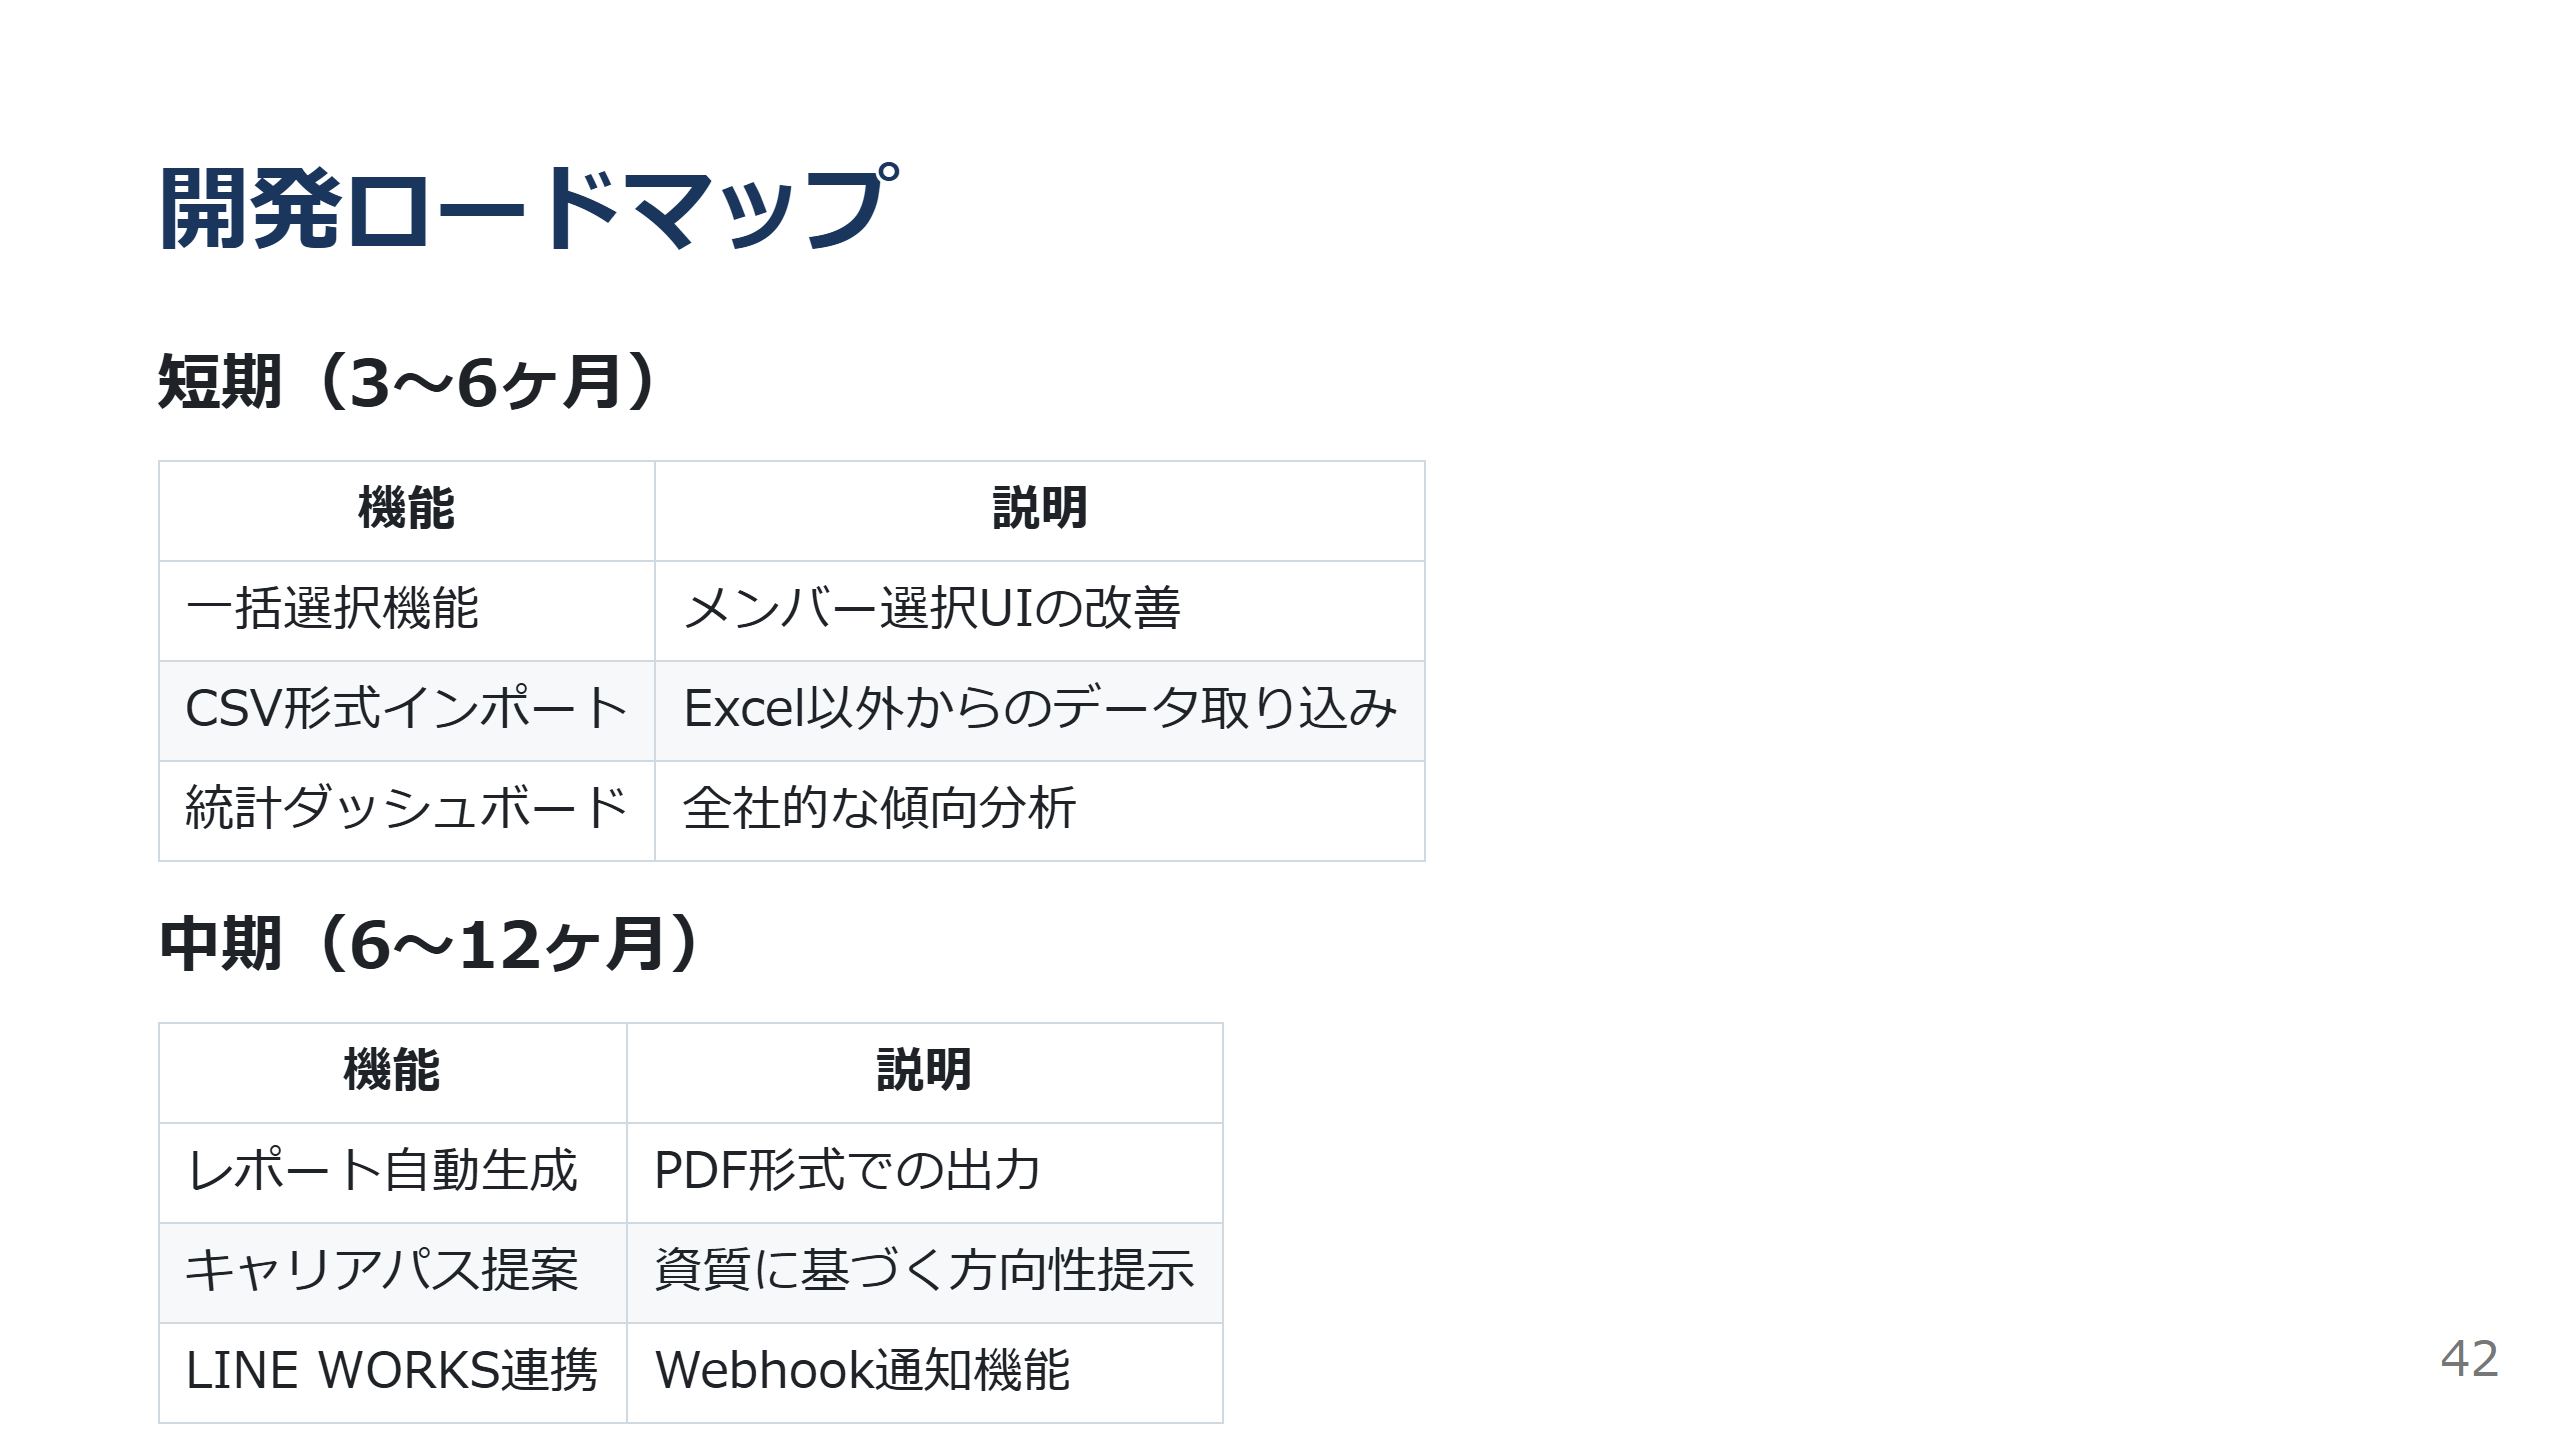 開発ロードマップ
短期（3～6ヶ月）
機能 説明
一括選択機能 メンバー選択UIの改善
CSV形式インポート Excel以外からのデータ取り込み
統計ダッシュボード 全社的な傾向分析
中期（6～12ヶ月）
機能 説明
レポート自動生成 PDF形式での出力
キャリアパス提案 資質に基づく方向性提示
LINE WORKS連携 Webhook通知機能
42